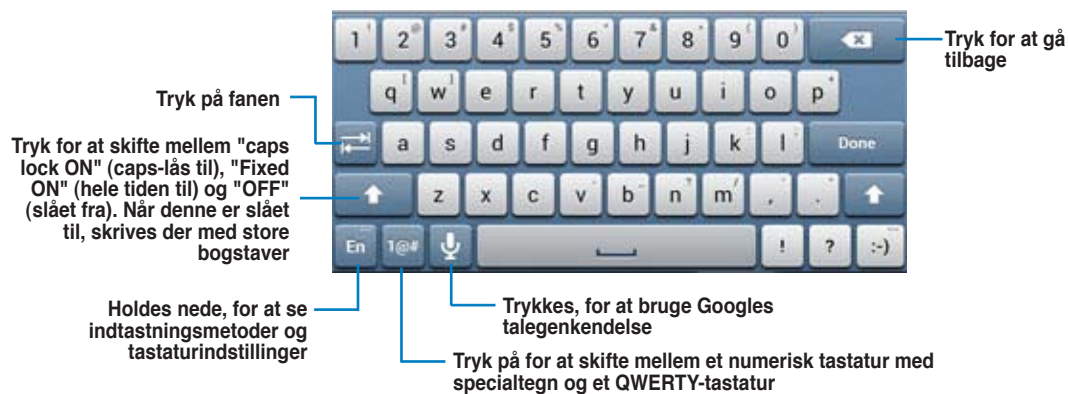 1 ! 2 @ 3 # 4 $ 5 % 6 ^ 7 & 8 * 9 ( 0 )
Tryk for at gå
tilbage
q [ w ] e r t y u i o p
Tryk på fanen
a s d f g h j k : l ; Done
Tryk for at skifte mellem "caps
lock ON" (caps-lås til), "Fixed
ON" (hele tiden til) og "OFF"
(slået fra). Når denne er slået
til, skrives der med store
bogstaver
z x c v b n ? m / , .
En 1@# ! ? :-)
Holdes nede, for at se
indtastningsmetoder og
tastaturindstillinger
Trykkes, for at bruge Googles
talegenkendelse
Tryk på for at skifte mellem et numerisk tastatur med
specialtegn og et QWERTY-tastatur